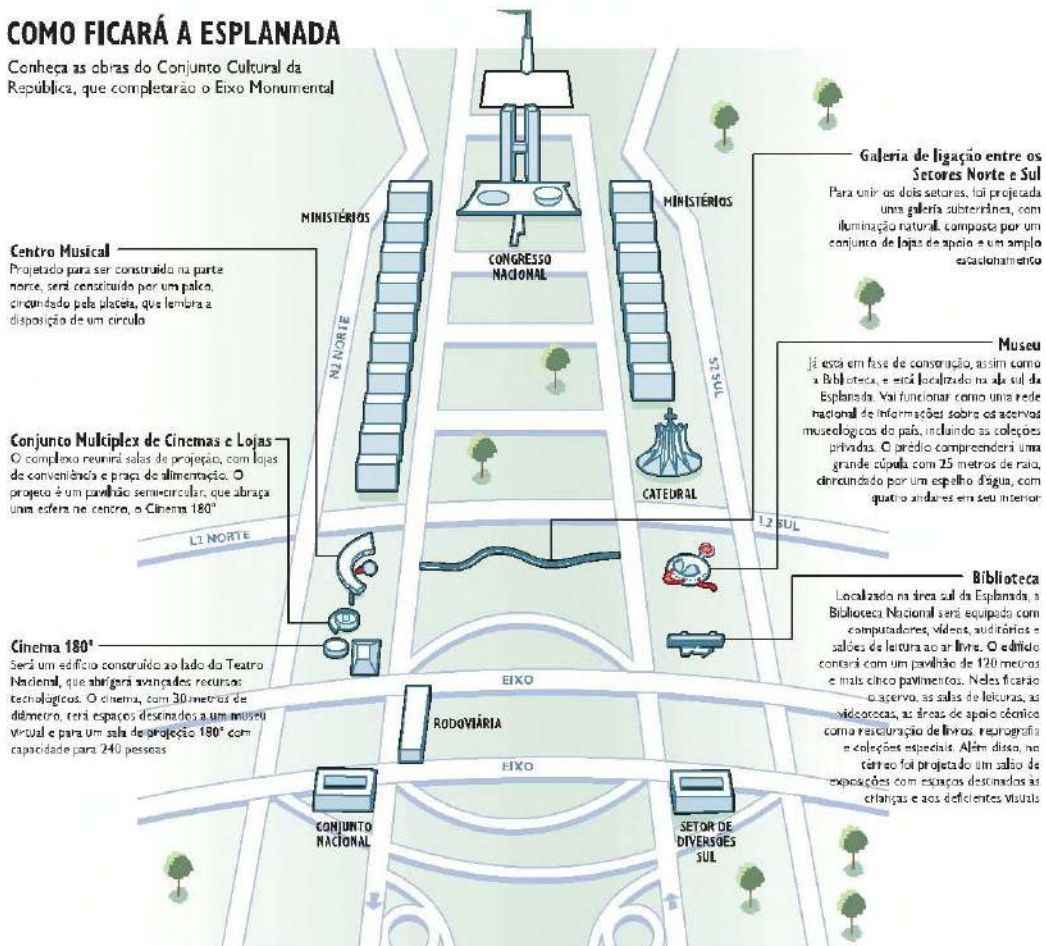 COMO FICARÁ A ESPLANADA
Conheça as obras do Conjunto Cultural da
República, que completarão o Eixo Monumental
Galeria de ligação entre os
Setores Norte e Sul
Para unir os dois setores, foi projetada
uma galeria subterrânea, com
iluminação natural, composta por um
conjunto de lojas de apoio e um amplo
estacionamento
MINISTÉRIOS
MINISTÉRIOS
CONGRESSO
NACIONAL
Centro Musical
Projetado para ser construído na parte
norte, será constituído por um palco,
circundado pela platéia, que lembra a
disposição de um círculo
N2 NORTE
S2 SUL
Museu
Já está em fase de construção, assim como
a Biblioteca, e está localizado na ala sul da
Esplanada. Vai funcionar como uma rede
nacional de informações sobre os acervos
museológicos do país, incluindo as coleções
privadas. O prédio compreenderá uma
grande cúpula com 25 metros de raio,
cinrcundado por um espelho d'água, com
quatro andares em seu interior
Conjunto Multiplex de Cinemas e Lojas
O complexo reunirá salas de projeção, com lojas
de conveniência e praça de alimentação. O
projeto é um pavilhão semi-circular, que abraça
uma esfera no centro, o Cinema 180º
CATEDRAL
L2 NORTE
L2 SUL
Biblioteca
Localizado na área sul da Esplanada, a
Biblioteca Nacional será equipada com
computadores, vídeos, auditórios e
salões de leitura ao ar livre. O edifício
contará com um pavilhão de 120 metros
e mais cinco pavimentos. Neles ficarão
o acervo, as salas de leituras, as
videotecas, as áreas de apoio técnico
como restauração de livros, reprografia
e coleções especiais. Além disso, no
térreo foi projetado um salão de
exposições com espaços destinados às
crianças e aos deficientes visuais
Cinema 180º
Será um edifício construído ao lado do Teatro
Nacional, que abrigará avançados recursos
tecnológicos. O cinema, com 30 metros de
diâmetro, terá espaços destinados a um museu
virtual e para um sala de projeção 180º com
capacidade para 240 pessoas
EIXO
RODOVIÁRIA
EIXO
CONJUNTO
NACIONAL
SETOR DE
DIVERSÕES
SUL